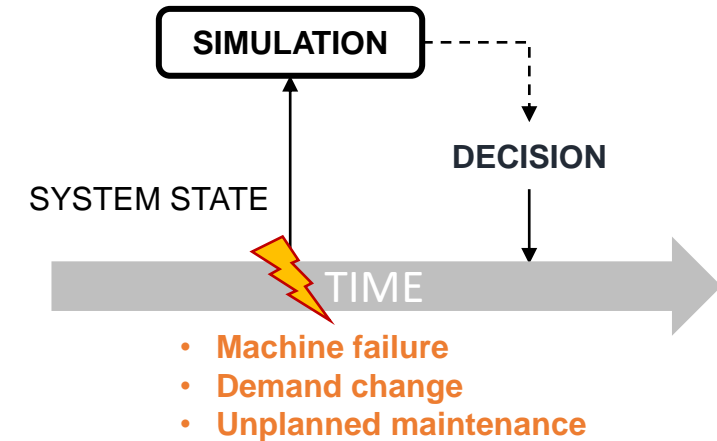 SIMULATION
DECISION
SYSTEM STATE
TIME
• Machine failure
• Demand change
• Unplanned maintenance